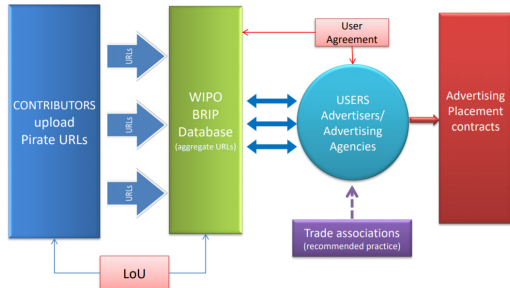 CONTRIBUTORS
upload
Pirate URLs
URLs
URLs
URLs
WIPO
BRIP
Database
(aggregate URLs)
User
Agreement
USERS
Advertisers/
Advertising
Agencies
Advertising
Placement
contracts
Trade associations
(recommended practice)
LoU